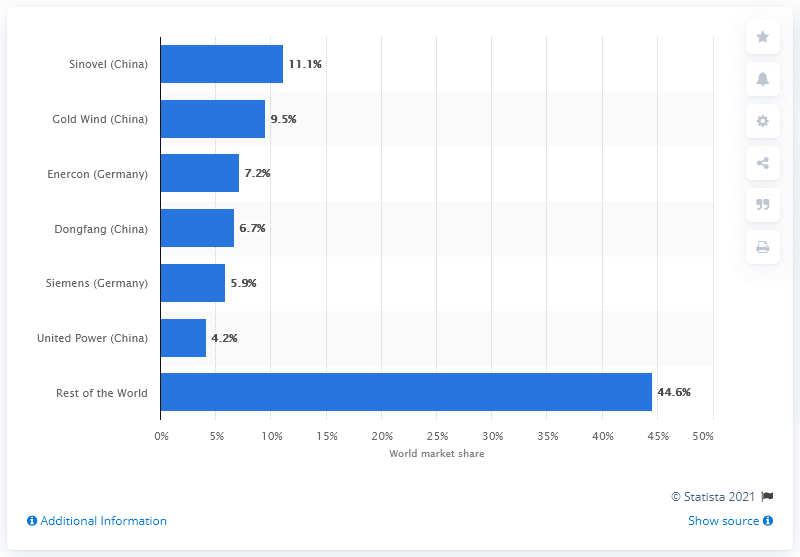 Sinovel (China) 11.1%
Gold Wind (China) 9.5%
Enercon (Germany) 7.2%
Dongfang (China) 6.7%
Siemens (Germany) 5.9%
United Power (China) 4.2%
Rest of the World 44.6%
0% 5% 10% 15% 20% 25% 30% 35% 40% 45% 50%
World market share
© Statista 2021
Additional Information Show source